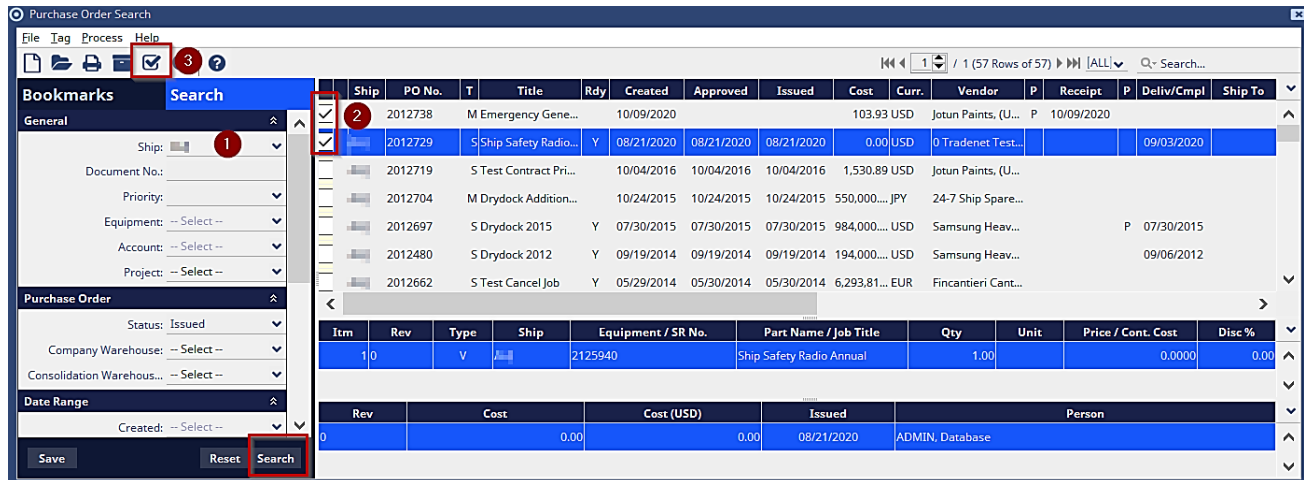 Purchase Order Search
File Tag Process Help
3
1 / 1 (57 Rows of 57) [ALL] Search...
Bookmarks Search
General
Ship: 1
Document No.:
Priority:
Equipment: -- Select --
Account: -- Select --
Project: -- Select --
Purchase Order
Status: Issued
Company Warehouse: -- Select --
Consolidation Warehous... -- Select --
Date Range
Created: -- Select --
Save Reset Search
Ship PO No. T Title Rdy Created Approved Issued Cost Curr. Vendor P Receipt P Deliv/Cmpl Ship To
2 2012738 M Emergency Gene... 10/09/2020 103.93 USD Jotun Paints, (U... P 10/09/2020
2012729 S Ship Safety Radio... Y 08/21/2020 08/21/2020 08/21/2020 0.00 USD 0 Tradenet Test... 09/03/2020
2012719 S Test Contract Pri... 10/04/2016 10/04/2016 10/04/2016 1,530.89 USD Jotun Paints, (U...
2012704 M Drydock Addition... 10/24/2015 10/24/2015 10/24/2015 550,000.... JPY 24-7 Ship Spare...
2012697 S Drydock 2015 Y 07/30/2015 07/30/2015 07/30/2015 984,000.... USD Samsung Heav... P 07/30/2015
2012480 S Drydock 2012 Y 09/19/2014 09/19/2014 09/19/2014 194,000.... USD Samsung Heav... 09/06/2012
2012662 S Test Cancel Job Y 05/29/2014 05/30/2014 05/30/2014 6,293,81... EUR Fincantieri Cant...
Itm Rev Type Ship Equipment / SR No. Part Name / Job Title Qty Unit Price / Cont. Cost Disc %
1 0 V 2125940 Ship Safety Radio Annual 1.00 0.0000 0.00
Rev Cost Cost (USD) Issued Person
0 0.00 0.00 08/21/2020 ADMIN, Database